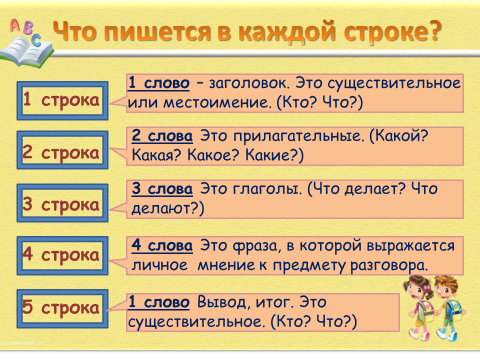 ABC
Что пишется в каждой строке?
1 строка
1 слово – заголовок. Это существительное
или местоимение. (Кто? Что?)
2 строка
2 слова Это прилагательные. (Какой?
Какая? Какое? Какие?)
3 строка
3 слова Это глаголы. (Что делает? Что
делают?)
4 строка
4 слова Это фраза, в которой выражается
личное мнение к предмету разговора.
5 строка
1 слово Вывод, итог. Это
существительное. (Кто? Что?)